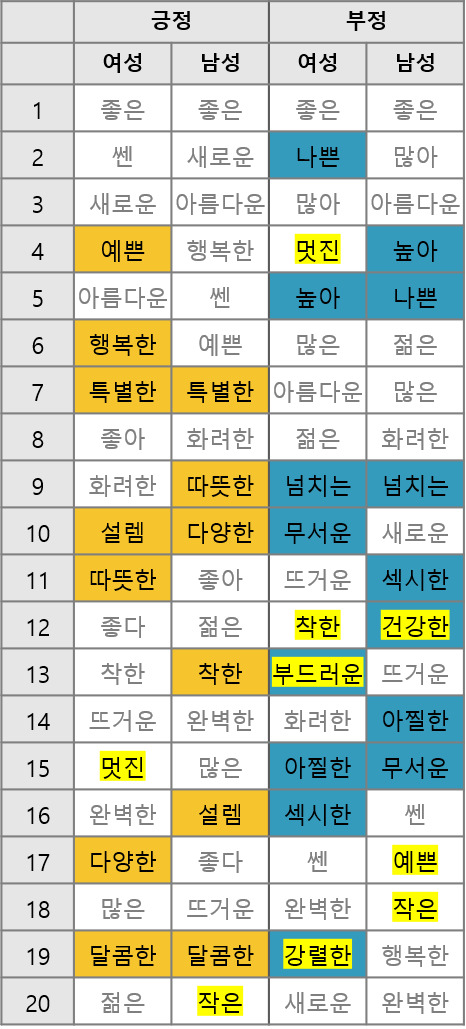 긍정 부정
여성 남성 여성 남성
1 좋은 좋은 좋은 좋은
2 쎈 새로운 나쁜 많아
3 새로운 아름다운 많아 아름다운
4 예쁜 행복한 멋진 높아
5 아름다운 쎈 높아 나쁜
6 행복한 예쁜 많은 젊은
7 특별한 특별한 아름다운 많은
8 좋아 화려한 젊은 화려한
9 화려한 따뜻한 넘치는 넘치는
10 설렘 다양한 무서운 새로운
11 따뜻한 좋아 뜨거운 섹시한
12 좋다 젊은 착한 건강한
13 착한 착한 부드러운 뜨거운
14 뜨거운 완벽한 화려한 아찔한
15 멋진 많은 아찔한 무서운
16 완벽한 설렘 섹시한 쎈
17 다양한 좋다 쎈 예쁜
18 많은 뜨거운 완벽한 작은
19 달콤한 달콤한 강렬한 행복한
20 젊은 작은 새로운 완벽한